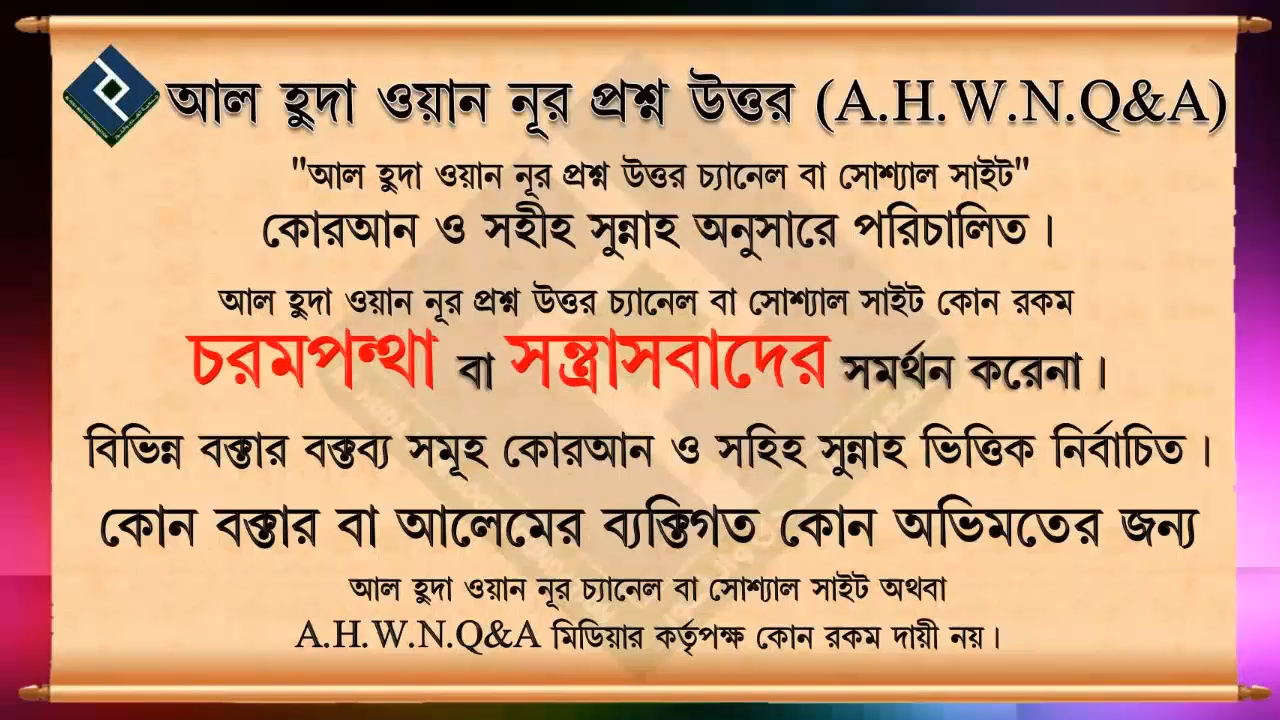 আল হুদা ওয়ান নূর প্রশ্ন উত্তর (A.H.W.N.Q&A)
"আল হুদা ওয়ান নূর প্রশ্ন উত্তর চ্যানেল বা সোশ্যাল সাইট"
কোরআন ও সহীহ সুন্নাহ অনুসারে পরিচালিত।
আল হুদা ওয়ান নূর প্রশ্ন উত্তর চ্যানেল বা সোশ্যাল সাইট কোন রকম
চরমপন্থা বা সন্ত্রাসবাদের সমর্থন করেনা।
বিভিন্ন বক্তার বক্তব্য সমূহ কোরআন ও সহিহ সুন্নাহ ভিত্তিক নির্বাচিত।
কোন বক্তার বা আলেমের ব্যক্তিগত কোন অভিমতের জন্য
আল হুদা ওয়ান নূর চ্যানেল বা সোশ্যাল সাইট অথবা
A.H.W.N.Q&A মিডিয়ার কর্তৃপক্ষ কোন রকম দায়ী নয়।